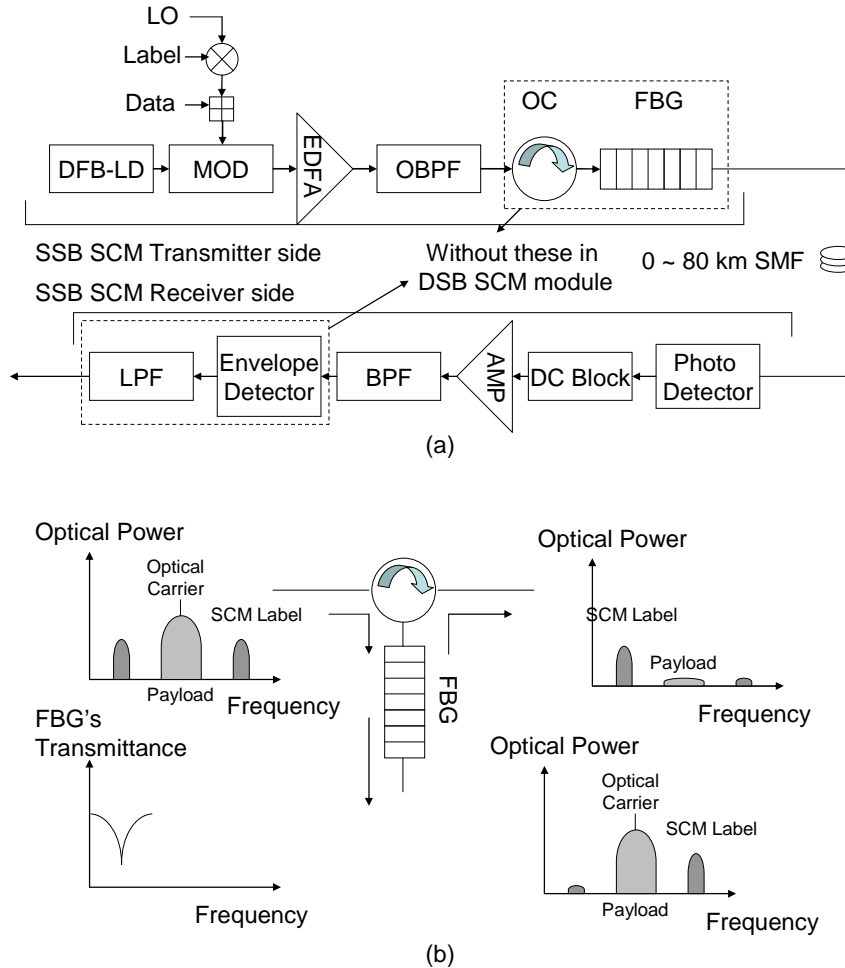 LO
Label
Data
OC
FBG
DFB-LD
MOD
EDFA
OBPF
SSB SCM Transmitter side
SSB SCM Receiver side
Without these in
DSB SCM module
0 ~ 80 km SMF
LPF
Envelope
Detector
BPF
AMP
DC Block
Photo
Detector
(a)
Optical Power
Optical
Carrier
SCM Label
Payload
Frequency
FBG's
Transmittance
Frequency
FBG
Optical Power
SCM Label
Payload
Frequency
Optical Power
Optical
Carrier
SCM Label
Payload
Frequency
(b)